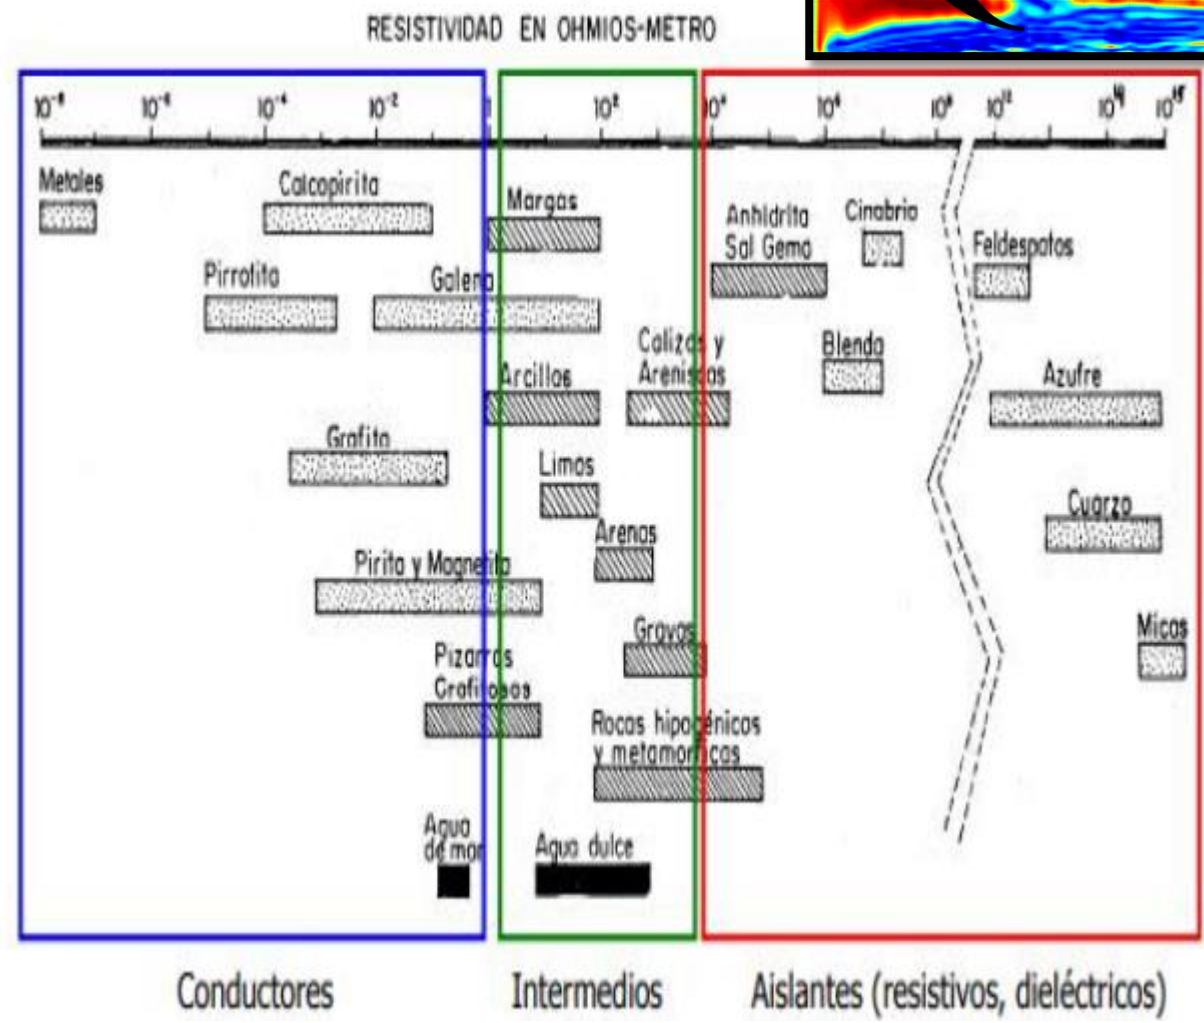 RESISTIVIDAD EN OHMIOS-METRO
10⁻⁸ 10⁻⁶ 10⁻⁴ 10⁻² 1 10² 10⁴ 10⁶ 10⁸ 10¹² 10¹⁴ 10¹⁵
Metales
Calcopirita
Margas
Anhidrita
Sal Gema
Cinabrio
Feldespatos
Pirrotita
Galena
Calizas y
Areniscas
Blenda
Arcillas
Azufre
Grafito
Limos
Cuarzo
Arenas
Pirita y Magnetita
Gravas
Micas
Pizarras
Grafitosas
Rocas hipogénicas
y metamorficas
Agua
de mar
Agua dulce
Conductores
Intermedios
Aislantes (resistivos, dieléctricos)